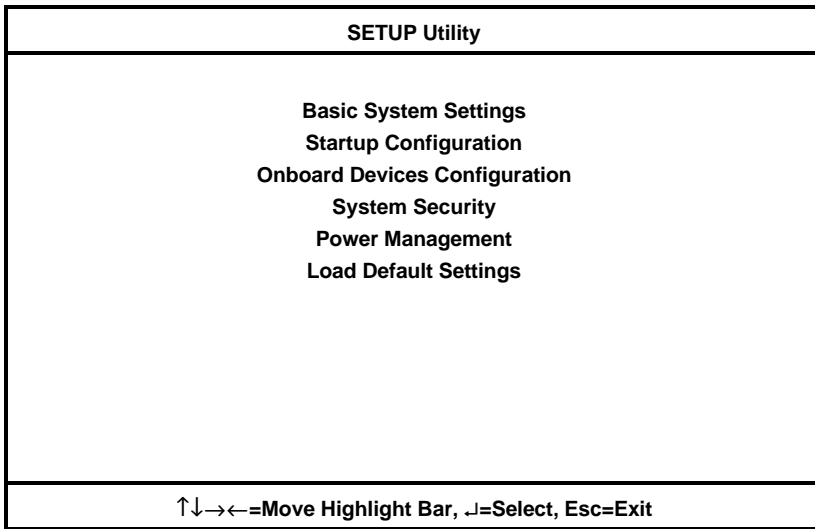 SETUP Utility
Basic System Settings
Startup Configuration
Onboard Devices Configuration
System Security
Power Management
Load Default Settings
↑↓→←=Move Highlight Bar, ↵=Select, Esc=Exit